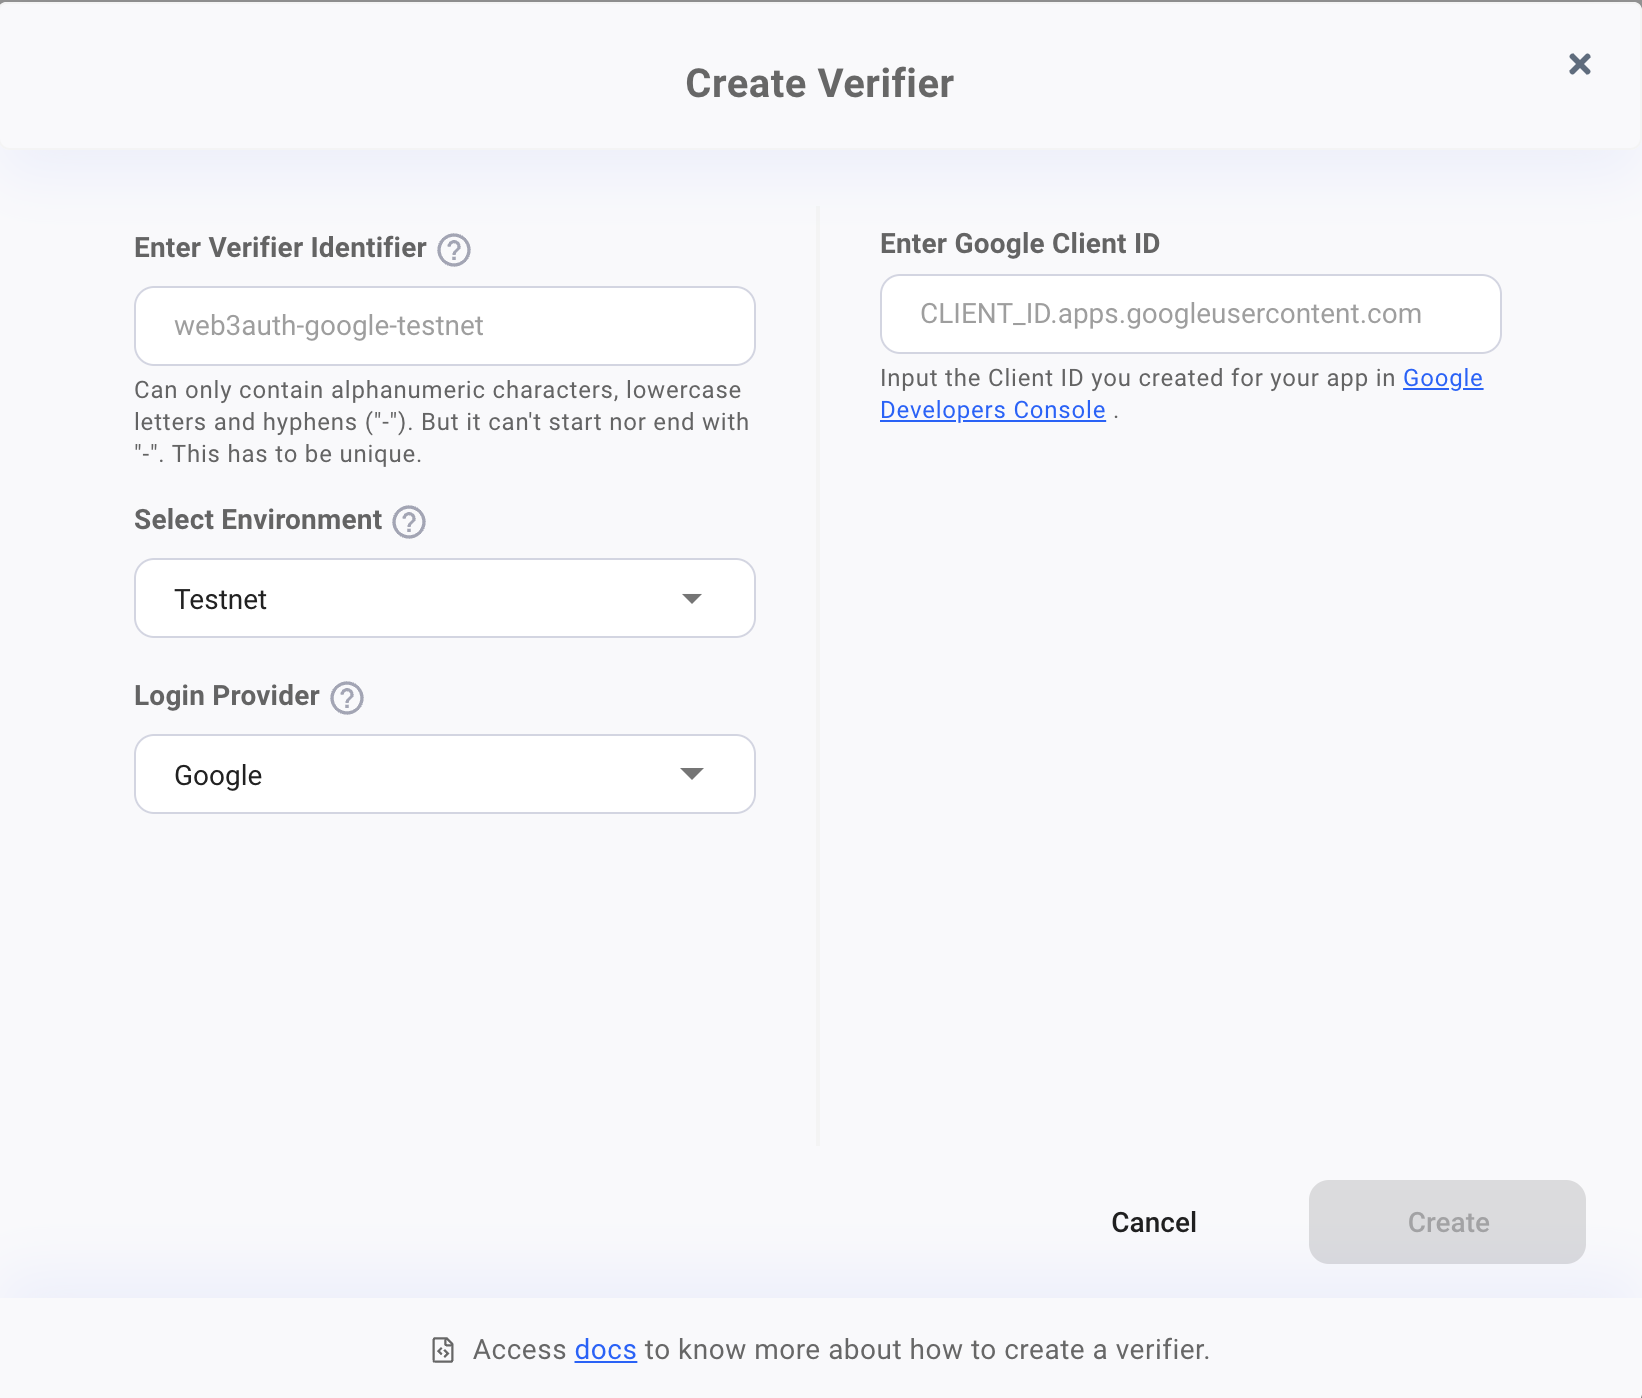 Create Verifier
Enter Verifier Identifier
web3auth-google-testnet
Can only contain alphanumeric characters, lowercase
letters and hyphens ("-"). But it can't start nor end with
"-". This has to be unique.
Select Environment
Testnet
Login Provider
Google
Enter Google Client ID
CLIENT_ID.apps.googleusercontent.com
Input the Client ID you created for your app in Google
Developers Console .
Cancel
Create
Access docs to know more about how to create a verifier.